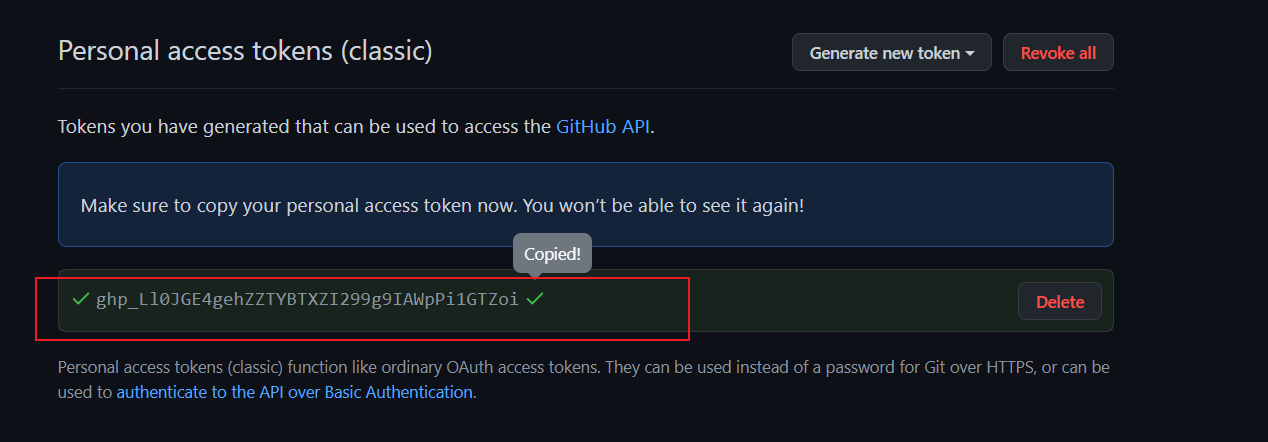 Personal access tokens (classic)
Generate new token
Revoke all
Tokens you have generated that can be used to access the GitHub API.
Make sure to copy your personal access token now. You won’t be able to see it again!
Copied!
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
Delete
Personal access tokens (classic) function like ordinary OAuth access tokens. They can be used instead of a password for Git over HTTPS, or can be
used to authenticate to the API over Basic Authentication.